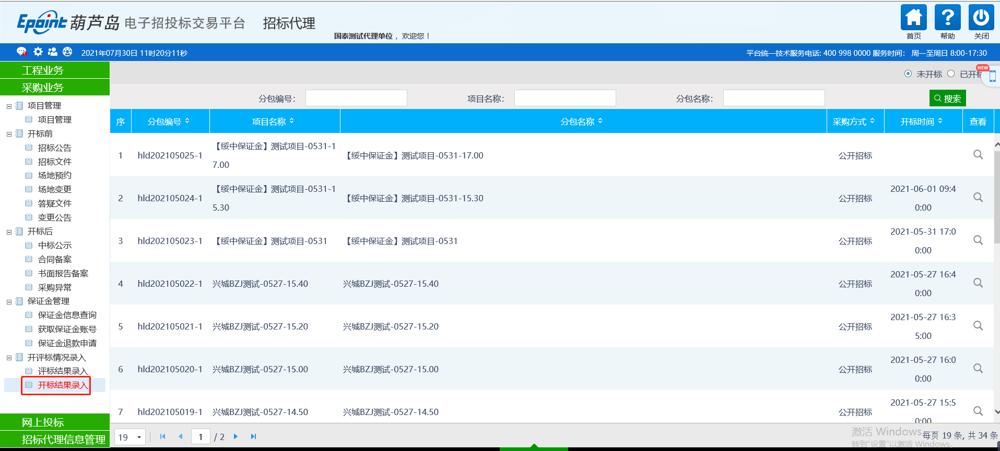 Epoint 葫芦岛 电子招投标交易平台 招标代理
国泰测试代理单位 ，欢迎您！
首页 帮助 关闭
2021年07月30日 11时20分11秒
平台统一技术服务电话: 400 998 0000 服务时间： 周一至周日 8:00-17:30
工程业务
采购业务
项目管理
项目管理
开标前
招标公告
招标文件
场地预约
场地变更
答疑文件
变更公告
开标后
中标公示
合同备案
书面报告备案
采购异常
保证金管理
保证金信息查询
获取保证金账号
保证金退款申请
开评标情况录入
评标结果录入
开标结果录入
网上投标
招标代理信息管理
NEW
未开标 已开标
分包编号： 项目名称： 分包名称： 搜索
序 分包编号 项目名称 分包名称 采购方式 开标时间 查看
1 hld202105025-1 【绥中保证金】测试项目-0531-1
7.00
【绥中保证金】测试项目-0531-17.00 公开招标
2 hld202105024-1 【绥中保证金】测试项目-0531-1
5.30
【绥中保证金】测试项目-0531-15.30 公开招标 2021-06-01 09:4
0:00
3 hld202105023-1 【绥中保证金】测试项目-0531 【绥中保证金】测试项目-0531 公开招标 2021-05-31 17:0
0:00
4 hld202105022-1 兴城BZJ测试-0527-15.40 兴城BZJ测试-0527-15.40 公开招标 2021-05-27 16:4
0:00
5 hld202105021-1 兴城BZJ测试-0527-15.20 兴城BZJ测试-0527-15.20 公开招标 2021-05-27 16:3
5:00
6 hld202105020-1 兴城BZJ测试-0527-15.00 兴城BZJ测试-0527-15.00 公开招标 2021-05-27 16:0
0:00
7 hld202105019-1 兴城BZJ测试-0527-14.50 兴城BZJ测试-0527-14.50 公开招标 2021-05-27 15:5
0:00
19 1 / 2
每页 19 条, 共 34 条
激活 Windows
转到“设置”以激活 Windows。